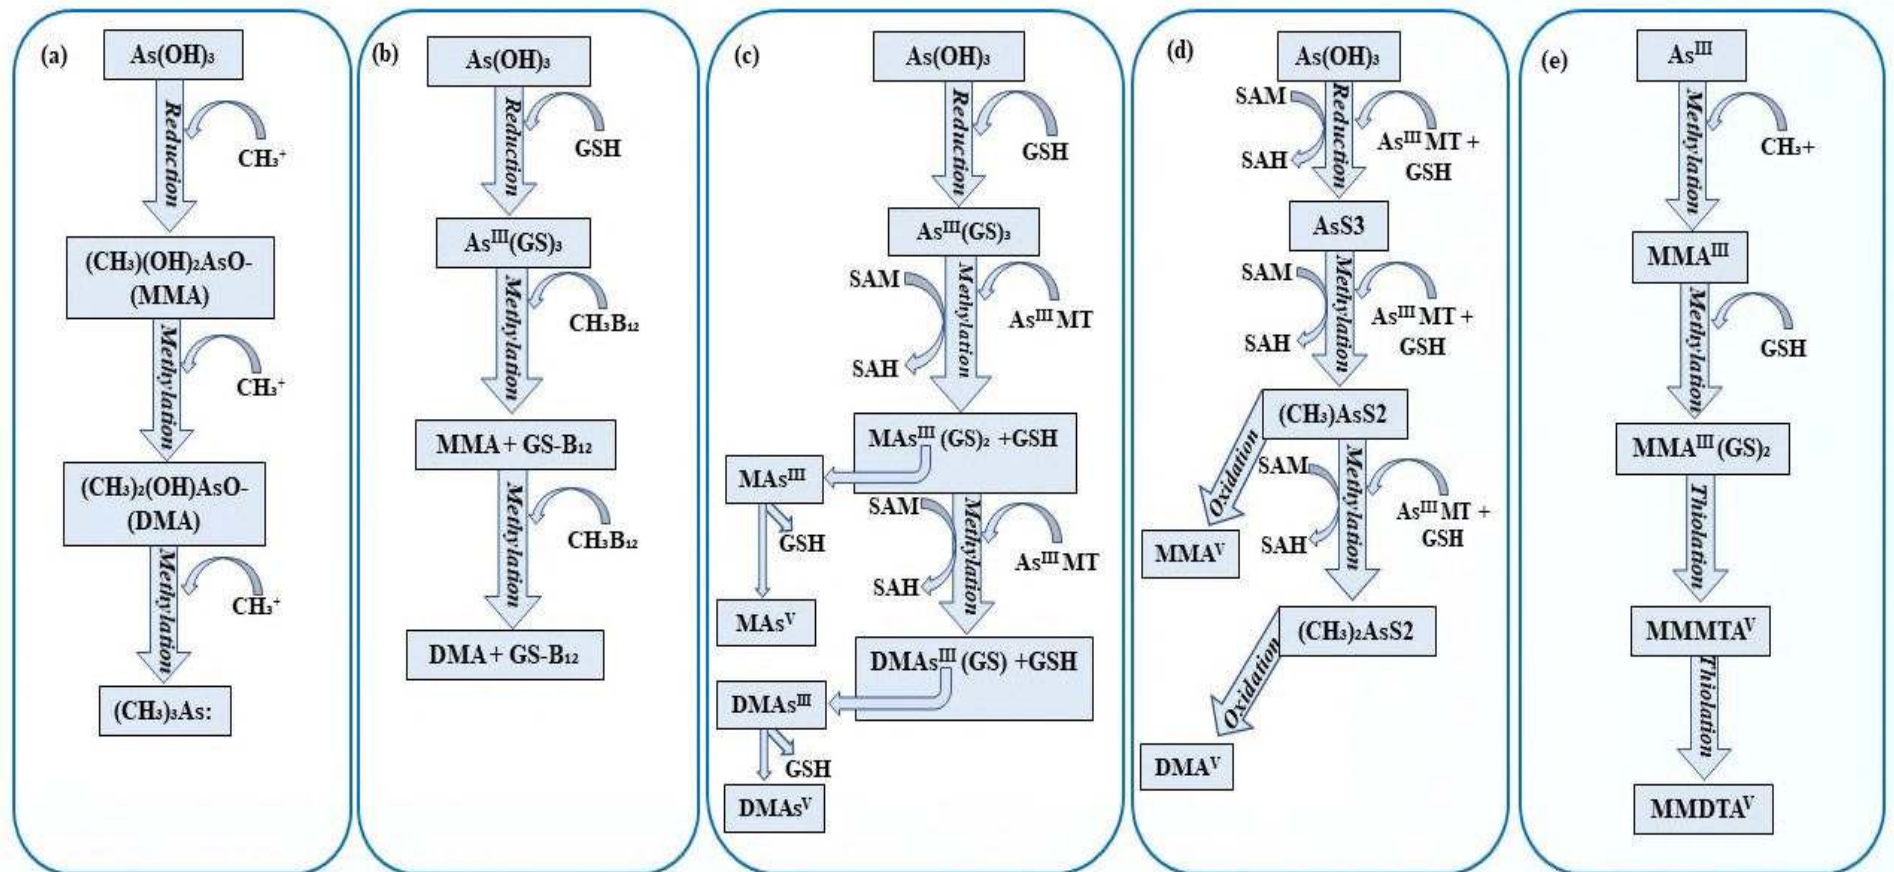 (a)
As(OH)₃
Reduction
CH₃⁺
(CH₃)(OH)₂AsO-
(MMA)
Methylation
CH₃⁺
(CH₃)₂(OH)AsO-
(DMA)
Methylation
CH₃⁺
(CH₃)₃As:
(b)
As(OH)₃
Reduction
GSH
Asᴵᴵᴵ(GS)₃
Methylation
CH₃B₁₂
MMA + GS-B₁₂
Methylation
CH₃B₁₂
DMA + GS-B₁₂
(c)
As(OH)₃
Reduction
GSH
Asᴵᴵᴵ(GS)₃
SAM
Methylation
Asᴵᴵᴵ MT
SAH
MAsᴵᴵᴵ (GS)₂ +GSH
MAsᴵᴵᴵ
GSH
MAsⱽ
SAM
Methylation
Asᴵᴵᴵ MT
SAH
DMAsᴵᴵᴵ (GS) +GSH
DMAsᴵᴵᴵ
GSH
DMAsⱽ
(d)
As(OH)₃
SAM
Reduction
Asᴵᴵᴵ MT +
GSH
SAH
AsS3
SAM
Methylation
Asᴵᴵᴵ MT +
GSH
SAH
(CH₃)AsS2
Oxidation
MMAⱽ
SAM
Methylation
Asᴵᴵᴵ MT +
GSH
SAH
(CH₃)₂AsS2
Oxidation
DMAⱽ
(e)
Asᴵᴵᴵ
Methylation
CH₃+
MMAᴵᴵᴵ
Methylation
GSH
MMAᴵᴵᴵ (GS)₂
Thiolation
MMMTAⱽ
Thiolation
MMDTAⱽ